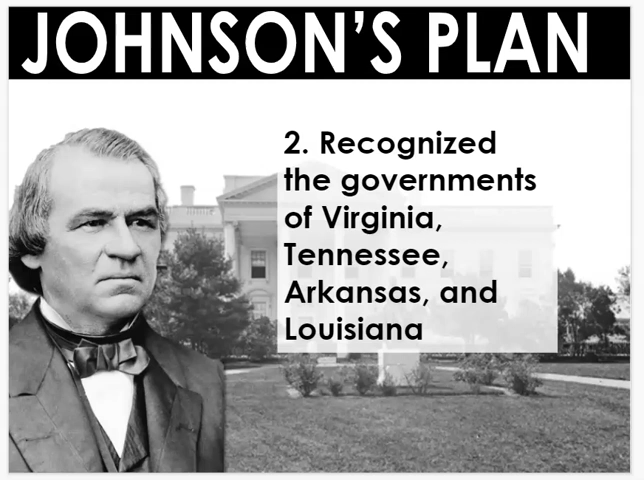 JOHNSON’S PLAN
2. Recognized
the governments
of Virginia,
Tennessee,
Arkansas, and
Louisiana